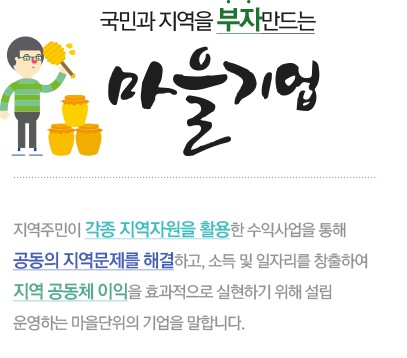 국민과 지역을 부자만드는
마을기업
지역주민이 각종 지역자원을 활용한 수익사업을 통해
공동의 지역문제를 해결하고, 소득 및 일자리를 창출하여
지역 공동체 이익을 효과적으로 실현하기 위해 설립
운영하는 마을단위의 기업을 말합니다.